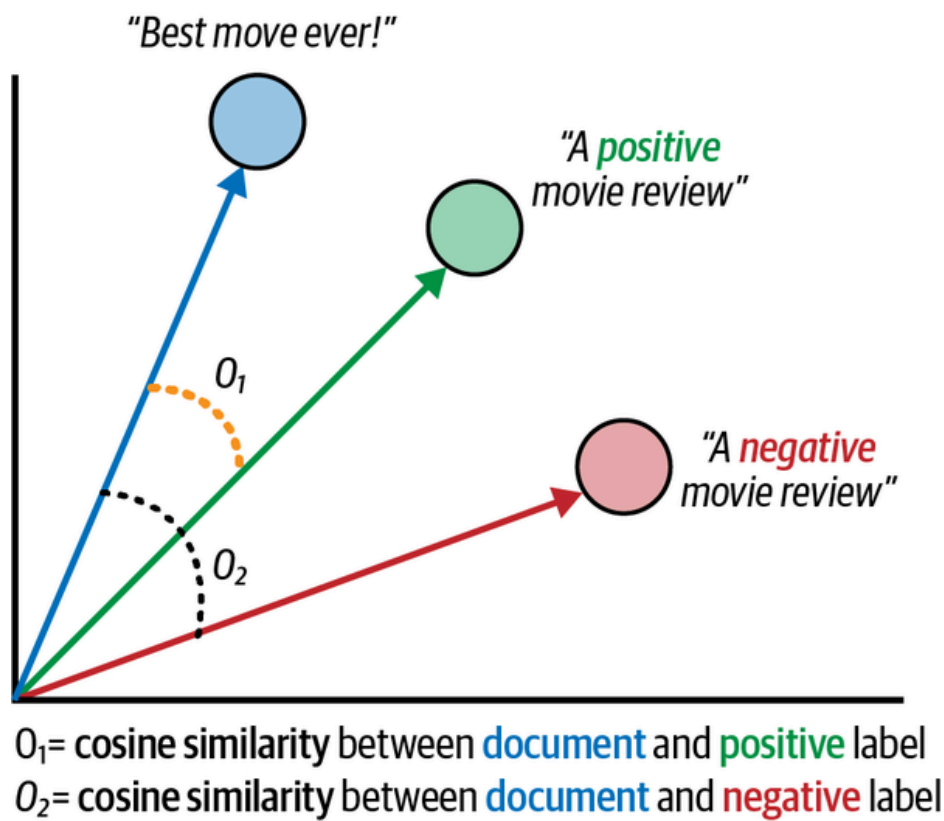 “Best move ever!”
“A positive
movie review”
O₁
“A negative
movie review”
O₂
O₁= cosine similarity between document and positive label
O₂= cosine similarity between document and negative label